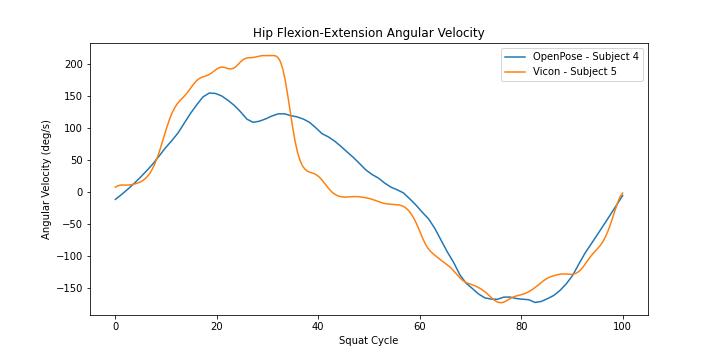 Hip Flexion-Extension Angular Velocity
OpenPose - Subject 4
Vicon - Subject 5
200
150
100
50
0
−50
−100
−150
Angular Velocity (deg/s)
0 20 40 60 80 100
Squat Cycle